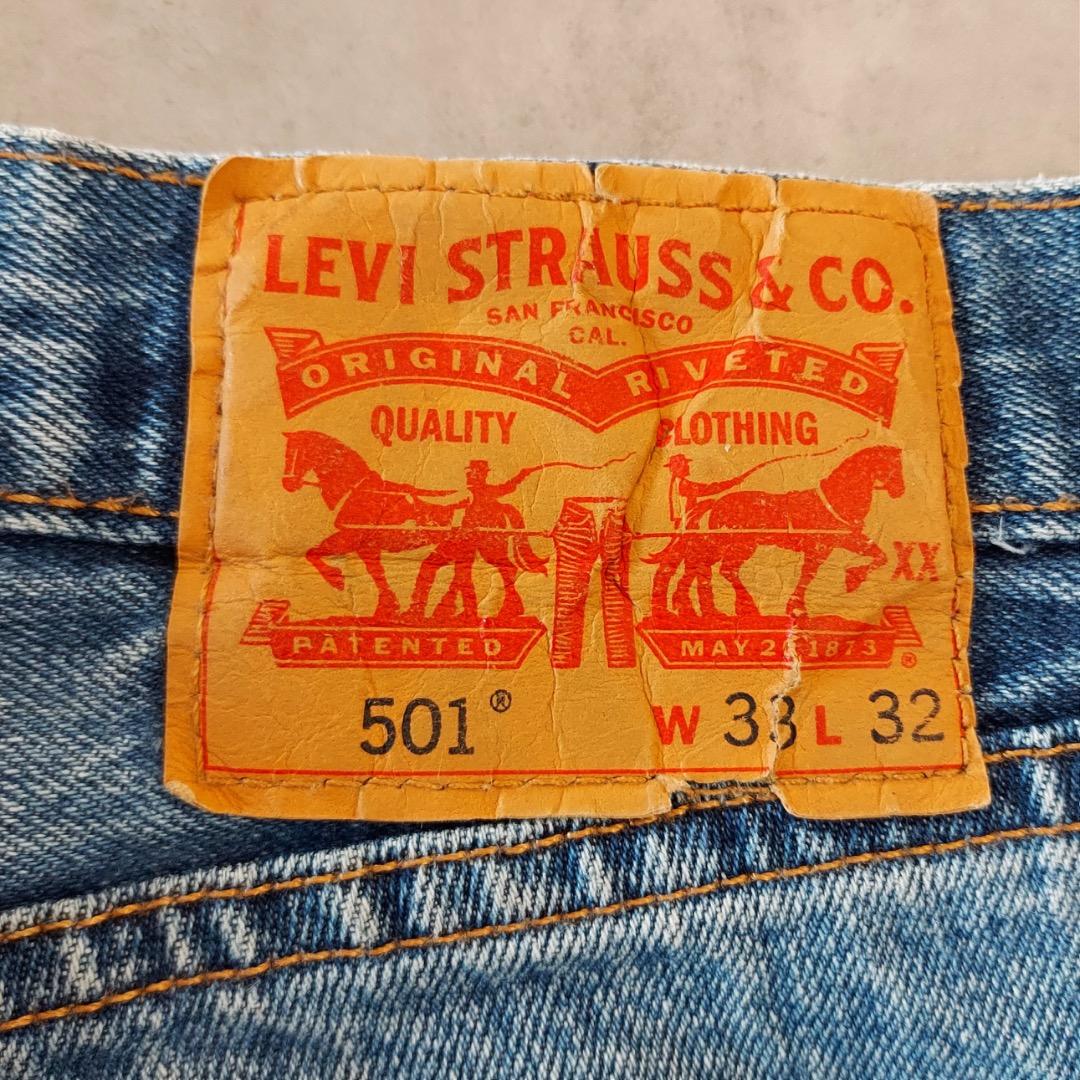 LEVI STRAUSS & CO.
SAN FRANCISCO
CAL.
ORIGINAL RIVETED
QUALITY CLOTHING
XX
PATENTED MAY 20 1873 ®
501® W 33 L 32